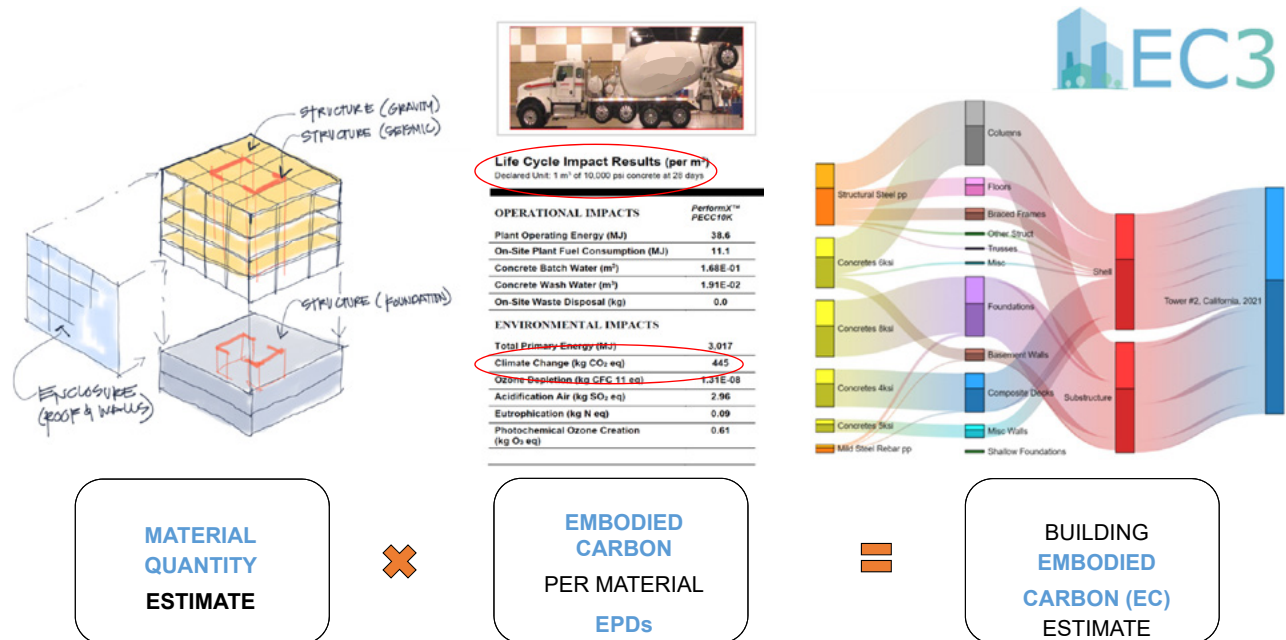 STRUCTURE (GRAVITY)
STRUCTURE (SEISMIC)
STRUCTURE (FOUNDATION)
ENCLOSURE
(ROOF & WALLS)
Life Cycle Impact Results (per m³)
Declared Unit: 1 m³ of 10,000 psi concrete at 28 days
OPERATIONAL IMPACTS PerformX™ PECC10K
Plant Operating Energy (MJ) 38.6
On-Site Plant Fuel Consumption (MJ) 11.1
Concrete Batch Water (m³) 1.68E-01
Concrete Wash Water (m³) 1.91E-02
On-Site Waste Disposal (kg) 0.0
ENVIRONMENTAL IMPACTS
Total Primary Energy (MJ) 3,017
Climate Change (kg CO₂ eq) 445
Ozone Depletion (kg CFC 11 eq) 1.31E-08
Acidification Air (kg SO₂ eq) 2.96
Eutrophication (kg N eq) 0.09
Photochemical Ozone Creation 0.61
(kg O₃ eq)
EC3
Columns
Structural Steel pp
Floors
Braced Frames
Other Struct
Trusses
Misc
Concretes 6ksi
Shell
Foundations
Tower #2, California, 2021
Concretes 8ksi
Basement Walls
Concretes 4ksi
Composite Decks
Substructure
Concretes 5ksi
Misc Walls
Mild Steel Rebar pp
Shallow Foundations
MATERIAL
QUANTITY
ESTIMATE
EMBODIED
CARBON
PER MATERIAL
EPDs
BUILDING
EMBODIED
CARBON (EC)
ESTIMATE